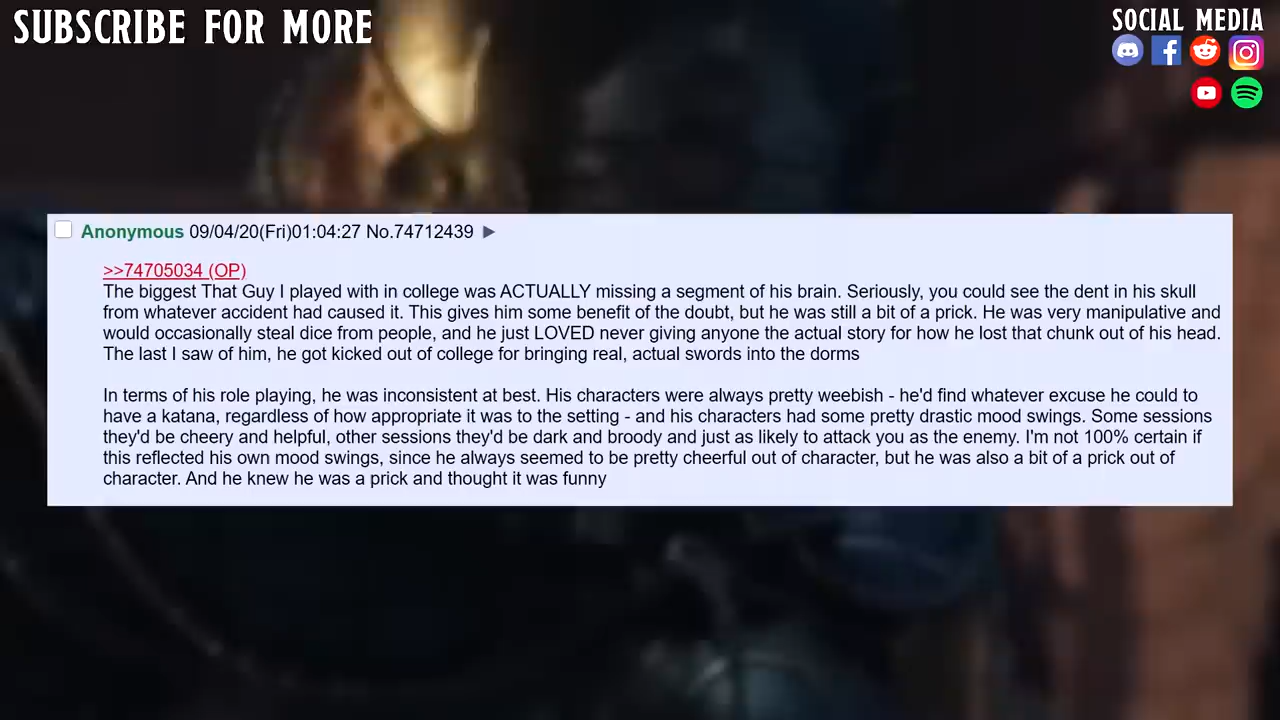 SUBSCRIBE FOR MORE
SOCIAL MEDIA
Anonymous 09/04/20(Fri)01:04:27 No.74712439 ▶
>>74705034 (OP)
The biggest That Guy I played with in college was ACTUALLY missing a segment of his brain. Seriously, you could see the dent in his skull
from whatever accident had caused it. This gives him some benefit of the doubt, but he was still a bit of a prick. He was very manipulative and
would occasionally steal dice from people, and he just LOVED never giving anyone the actual story for how he lost that chunk out of his head.
The last I saw of him, he got kicked out of college for bringing real, actual swords into the dorms
In terms of his role playing, he was inconsistent at best. His characters were always pretty weebish - he'd find whatever excuse he could to
have a katana, regardless of how appropriate it was to the setting - and his characters had some pretty drastic mood swings. Some sessions
they'd be cheery and helpful, other sessions they'd be dark and broody and just as likely to attack you as the enemy. I'm not 100% certain if
this reflected his own mood swings, since he always seemed to be pretty cheerful out of character, but he was also a bit of a prick out of
character. And he knew he was a prick and thought it was funny